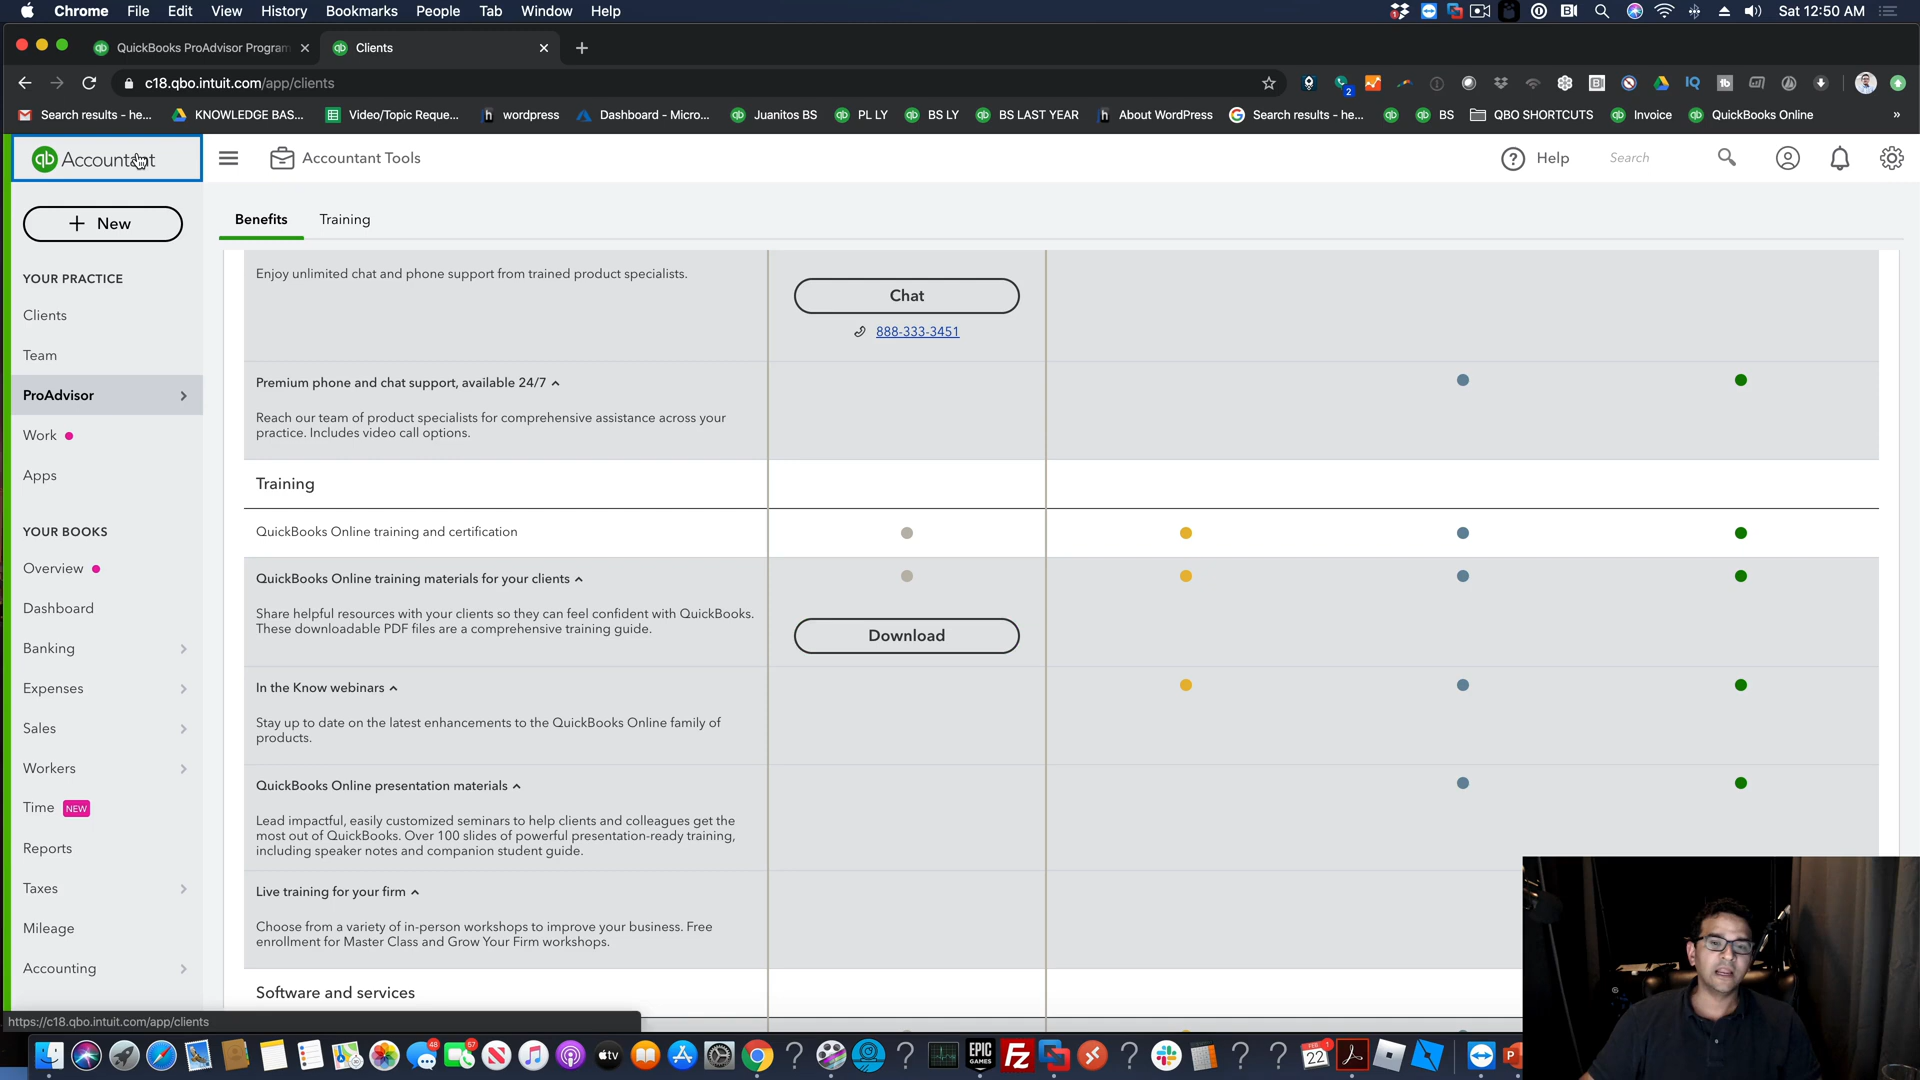 Chrome File Edit View History Bookmarks People Tab Window Help
Sat 12:50 AM
QuickBooks ProAdvisor Program
Clients
c18.qbo.intuit.com/app/clients
2
Search results - he...
KNOWLEDGE BAS...
Video/Topic Reque...
wordpress
Dashboard - Micro...
Juanitos BS
PL LY
BS LY
BS LAST YEAR
About WordPress
Search results - he...
BS
QBO SHORTCUTS
Invoice
QuickBooks Online
»
qb Accountant
Accountant Tools
Help
Search
+ New
Benefits
Training
YOUR PRACTICE
Clients
Team
ProAdvisor
Work
Apps
YOUR BOOKS
Overview
Dashboard
Banking
Expenses
Sales
Workers
Time NEW
Reports
Taxes
Mileage
Accounting
Enjoy unlimited chat and phone support from trained product specialists.
Chat
888-333-3451
Premium phone and chat support, available 24/7
Reach our team of product specialists for comprehensive assistance across your
practice. Includes video call options.
Training
QuickBooks Online training and certification
QuickBooks Online training materials for your clients
Share helpful resources with your clients so they can feel confident with QuickBooks.
These downloadable PDF files are a comprehensive training guide.
Download
In the Know webinars
Stay up to date on the latest enhancements to the QuickBooks Online family of
products.
QuickBooks Online presentation materials
Lead impactful, easily customized seminars to help clients and colleagues get the
most out of QuickBooks. Over 100 slides of powerful presentation-ready training,
including speaker notes and companion student guide.
Live training for your firm
Choose from a variety of in-person workshops to improve your business. Free
enrollment for Master Class and Grow Your Firm workshops.
Software and services
https://c18.qbo.intuit.com/app/clients
48
57
tv
EPIC GAMES
FZ
22